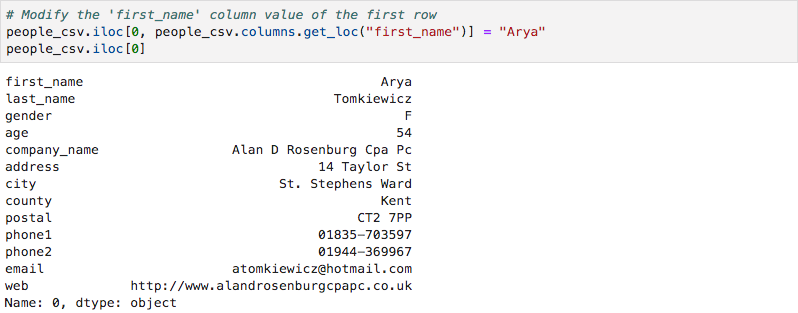 # Modify the 'first_name' column value of the first row
people_csv.iloc[0, people_csv.columns.get_loc("first_name")] = "Arya"
people_csv.iloc[0]
first_name Arya
last_name Tomkiewicz
gender F
age 54
company_name Alan D Rosenburg Cpa Pc
address 14 Taylor St
city St. Stephens Ward
county Kent
postal CT2 7PP
phone1 01835-703597
phone2 01944-369967
email atomkiewicz@hotmail.com
web http://www.alandrosenburgcpapc.co.uk
Name: 0, dtype: object